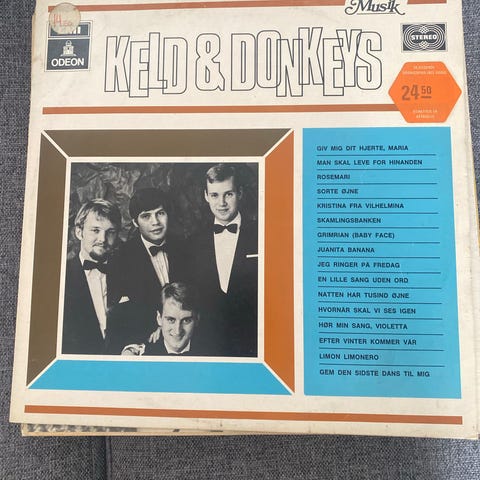 Musik
EMI
ODEON
KELD & DONKEYS
STEREO
24 50
GIV MIG DIT HJERTE, MARIA
MAN SKAL LEVE FOR HINANDEN
ROSEMARI
SORTE ØJNE
KRISTINA FRA VILHELMINA
SKAMLINGSBANKEN
GRIMRIAN (BABY FACE)
JUANITA BANANA
JEG RINGER PÅ FREDAG
EN LILLE SANG UDEN ORD
NATTEN HAR TUSIND ØJNE
HVORNÅR SKAL VI SES IGEN
HØR MIN SANG, VIOLETTA
EFTER VINTER KOMMER VÅR
LIMON LIMONERO
GEM DEN SIDSTE DANS TIL MIG